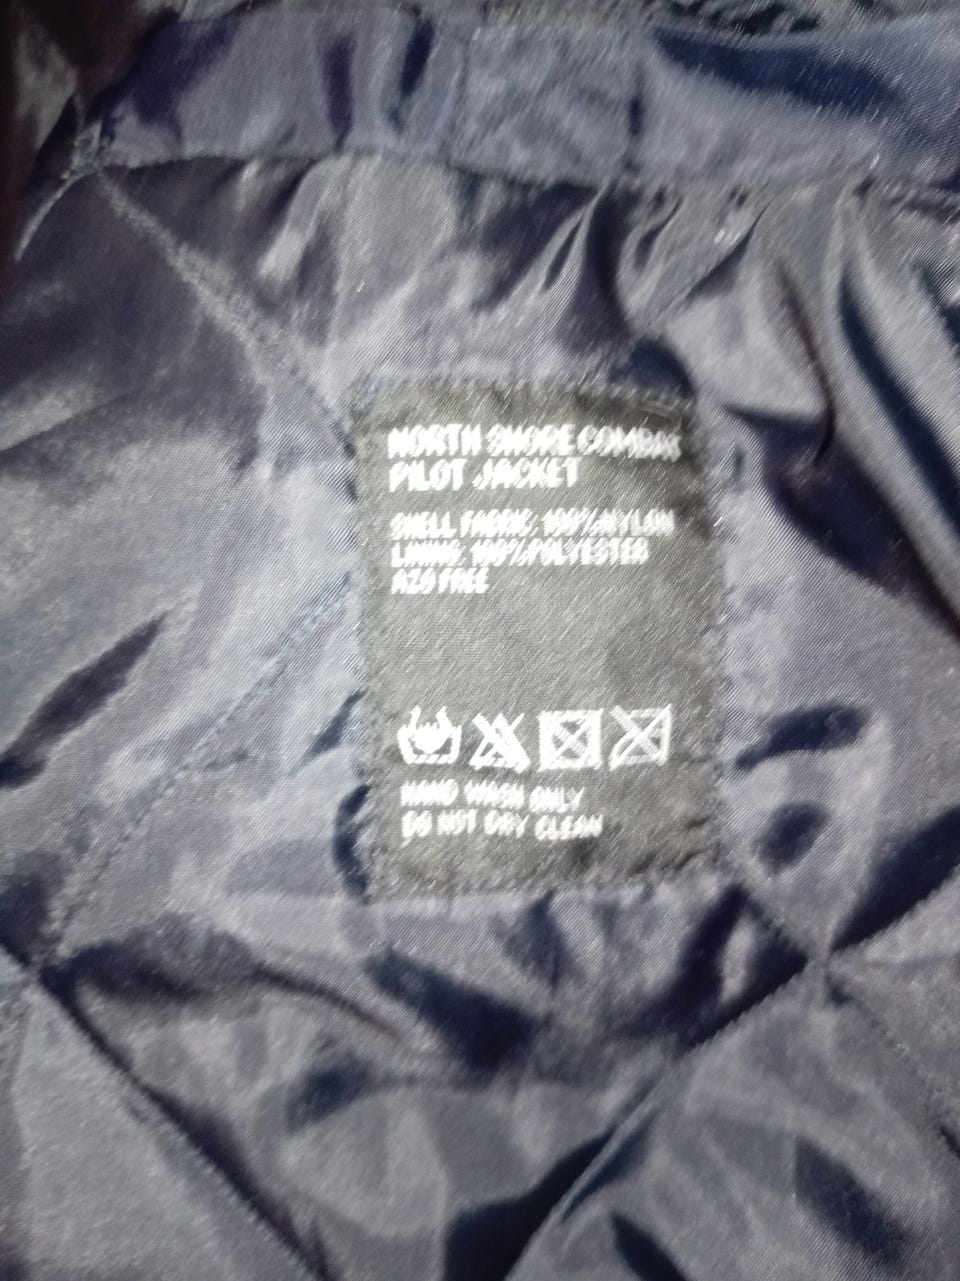 NORTH SHORE COMBAT
PILOT JACKET
SHELL FABRIC: 100%NYLON
LINING: 100%POLYESTER
AZO FREE
HAND WASH ONLY
DO NOT DRY CLEAN